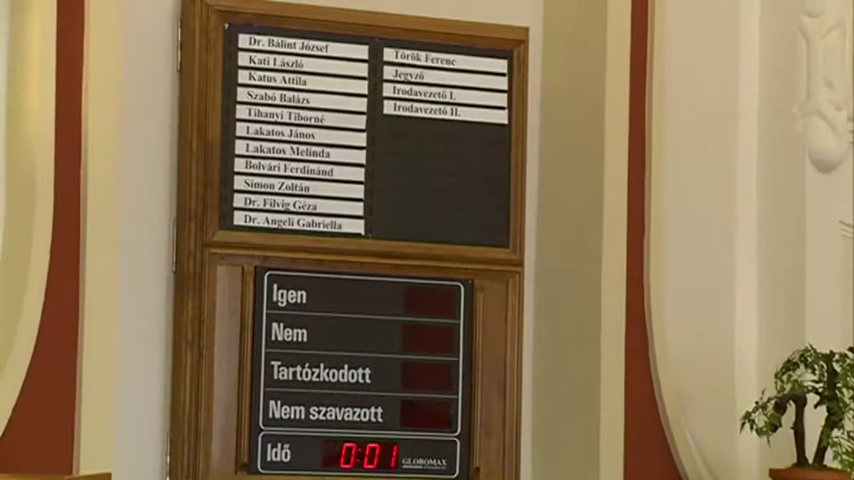 Dr. Bálint József
Kati László
Katus Attila
Szabó Balázs
Tihanyi Tiborné
Lakatos János
Lakatos Melinda
Bolvári Ferdinánd
Simon Zoltán
Dr. Filvig Géza
Dr. Angeli Gabriella
Török Ferenc
Jegyző
Irodavezető I.
Irodavezető II.
Igen
Nem
Tartózkodott
Nem szavazott
Idő 0:01 GLOBOMAX